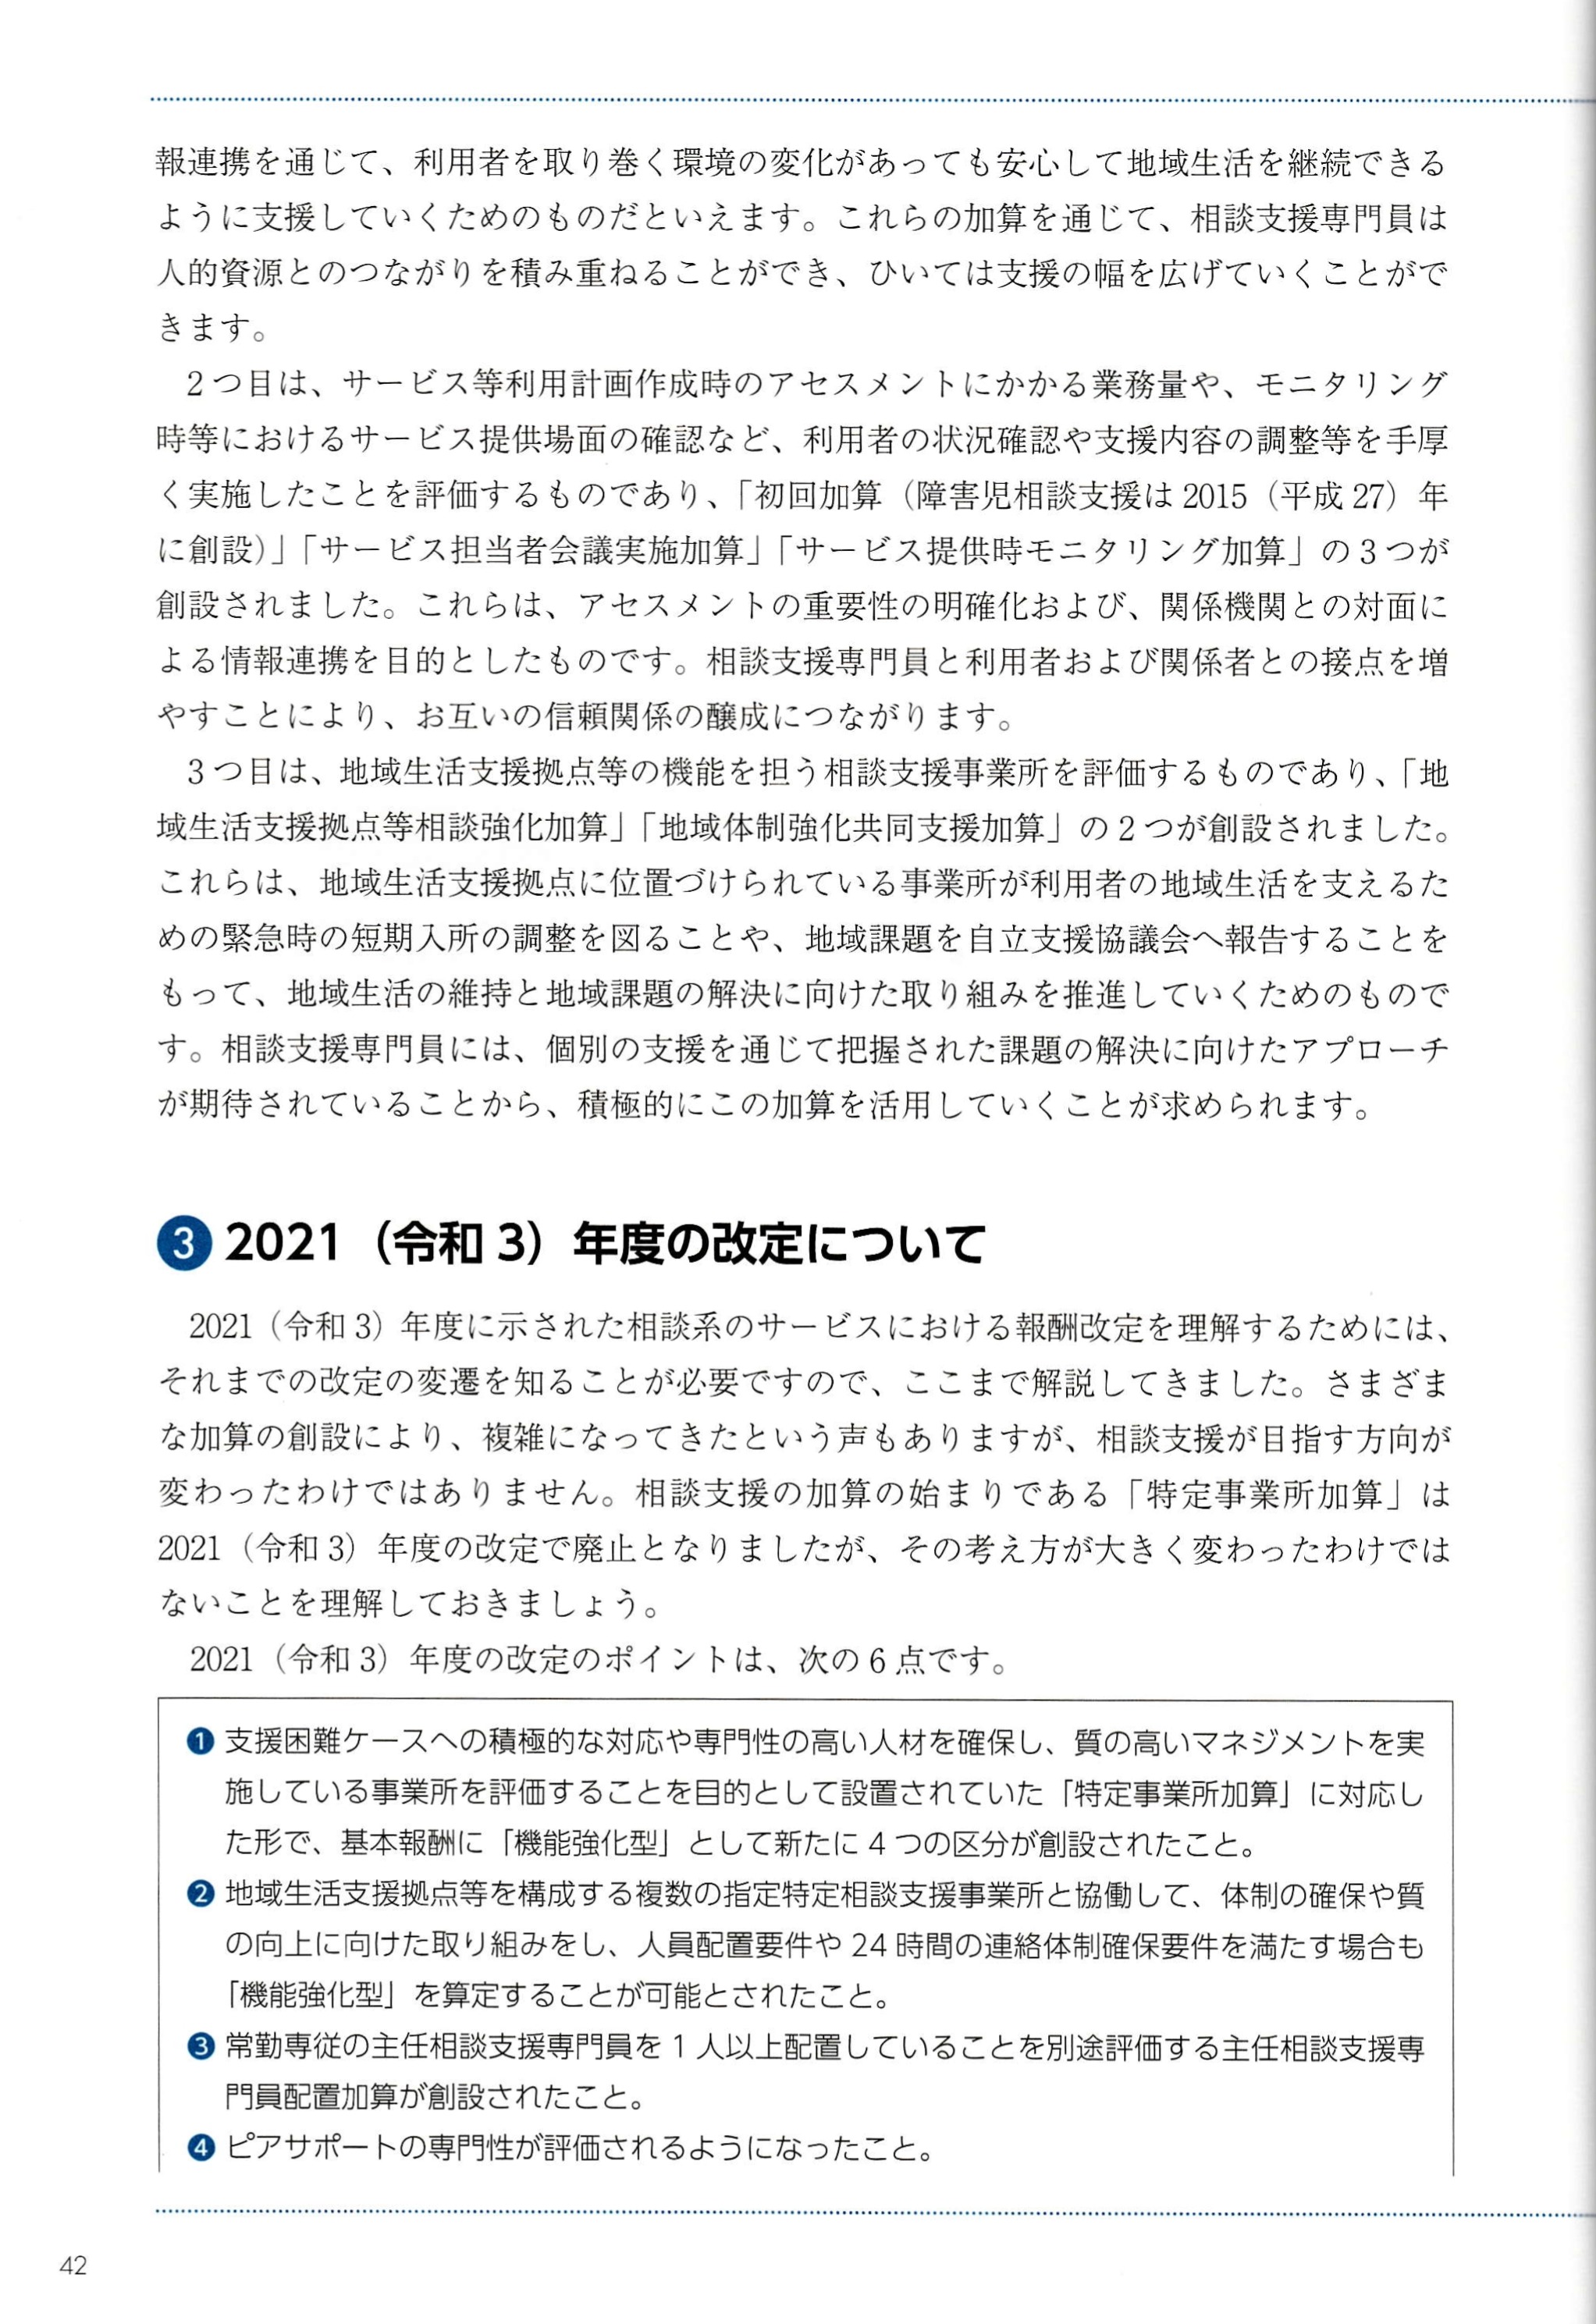 報連携を通じて、利用者を取り巻く環境の変化があっても安心して地域生活を継続できる
ように支援していくためのものだといえます。これらの加算を通じて、相談支援専門員は
人的資源とのつながりを積み重ねることができ、ひいては支援の幅を広げていくことがで
きます。
２つ目は、サービス等利用計画作成時のアセスメントにかかる業務量や、モニタリング
時等におけるサービス提供場面の確認など、利用者の状況確認や支援内容の調整等を手厚
く実施したことを評価するものであり、「初回加算（障害児相談支援は 2015（平成 27）年
に創設）」「サービス担当者会議実施加算」「サービス提供時モニタリング加算」の３つが
創設されました。これらは、アセスメントの重要性の明確化および、関係機関との対面に
よる情報連携を目的としたものです。相談支援専門員と利用者および関係者との接点を増
やすことにより、お互いの信頼関係の醸成につながります。
３つ目は、地域生活支援拠点等の機能を担う相談支援事業所を評価するものであり、「地
域生活支援拠点等相談強化加算」「地域体制強化共同支援加算」の２つが創設されました。
これらは、地域生活支援拠点に位置づけられている事業所が利用者の地域生活を支えるた
めの緊急時の短期入所の調整を図ることや、地域課題を自立支援協議会へ報告することを
もって、地域生活の維持と地域課題の解決に向けた取り組みを推進していくためのもので
す。相談支援専門員には、個別の支援を通じて把握された課題の解決に向けたアプローチ
が期待されていることから、積極的にこの加算を活用していくことが求められます。
❸ 2021（令和 3）年度の改定について
2021（令和 3）年度に示された相談系のサービスにおける報酬改定を理解するためには、
それまでの改定の変遷を知ることが必要ですので、ここまで解説してきました。さまざま
な加算の創設により、複雑になってきたという声もありますが、相談支援が目指す方向が
変わったわけではありません。相談支援の加算の始まりである「特定事業所加算」は
2021（令和 3）年度の改定で廃止となりましたが、その考え方が大きく変わったわけでは
ないことを理解しておきましょう。
2021（令和 3）年度の改定のポイントは、次の６点です。
❶ 支援困難ケースへの積極的な対応や専門性の高い人材を確保し、質の高いマネジメントを実
施している事業所を評価することを目的として設置されていた「特定事業所加算」に対応し
た形で、基本報酬に「機能強化型」として新たに 4 つの区分が創設されたこと。
❷ 地域生活支援拠点等を構成する複数の指定特定相談支援事業所と協働して、体制の確保や質
の向上に向けた取り組みをし、人員配置要件や 24 時間の連絡体制確保要件を満たす場合も
「機能強化型」を算定することが可能とされたこと。
❸ 常勤専従の主任相談支援専門員を 1 人以上配置していることを別途評価する主任相談支援専
門員配置加算が創設されたこと。
❹ ピアサポートの専門性が評価されるようになったこと。
42